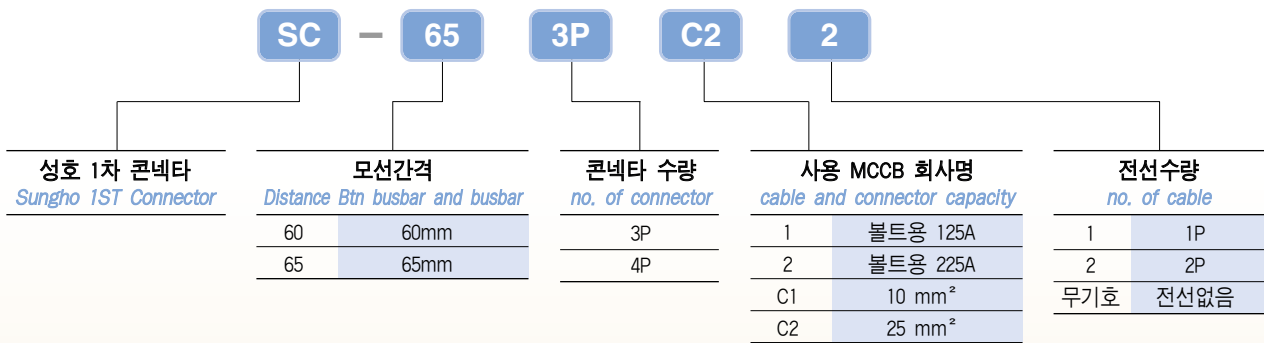 SC - 65 3P C2 2
성호 1차 콘넥타
Sungho 1ST Connector
모선간격
Distance Btn busbar and busbar
60 60mm
65 65mm
콘넥타 수량
no. of connector
3P
4P
사용 MCCB 회사명
cable and connector capacity
1 볼트용 125A
2 볼트용 225A
C1 10 mm²
C2 25 mm²
전선수량
no. of cable
1 1P
2 2P
무기호 전선없음